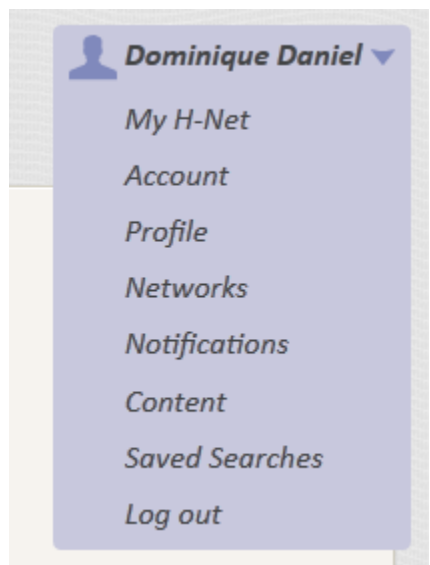 Dominique Daniel
My H-Net
Account
Profile
Networks
Notifications
Content
Saved Searches
Log out